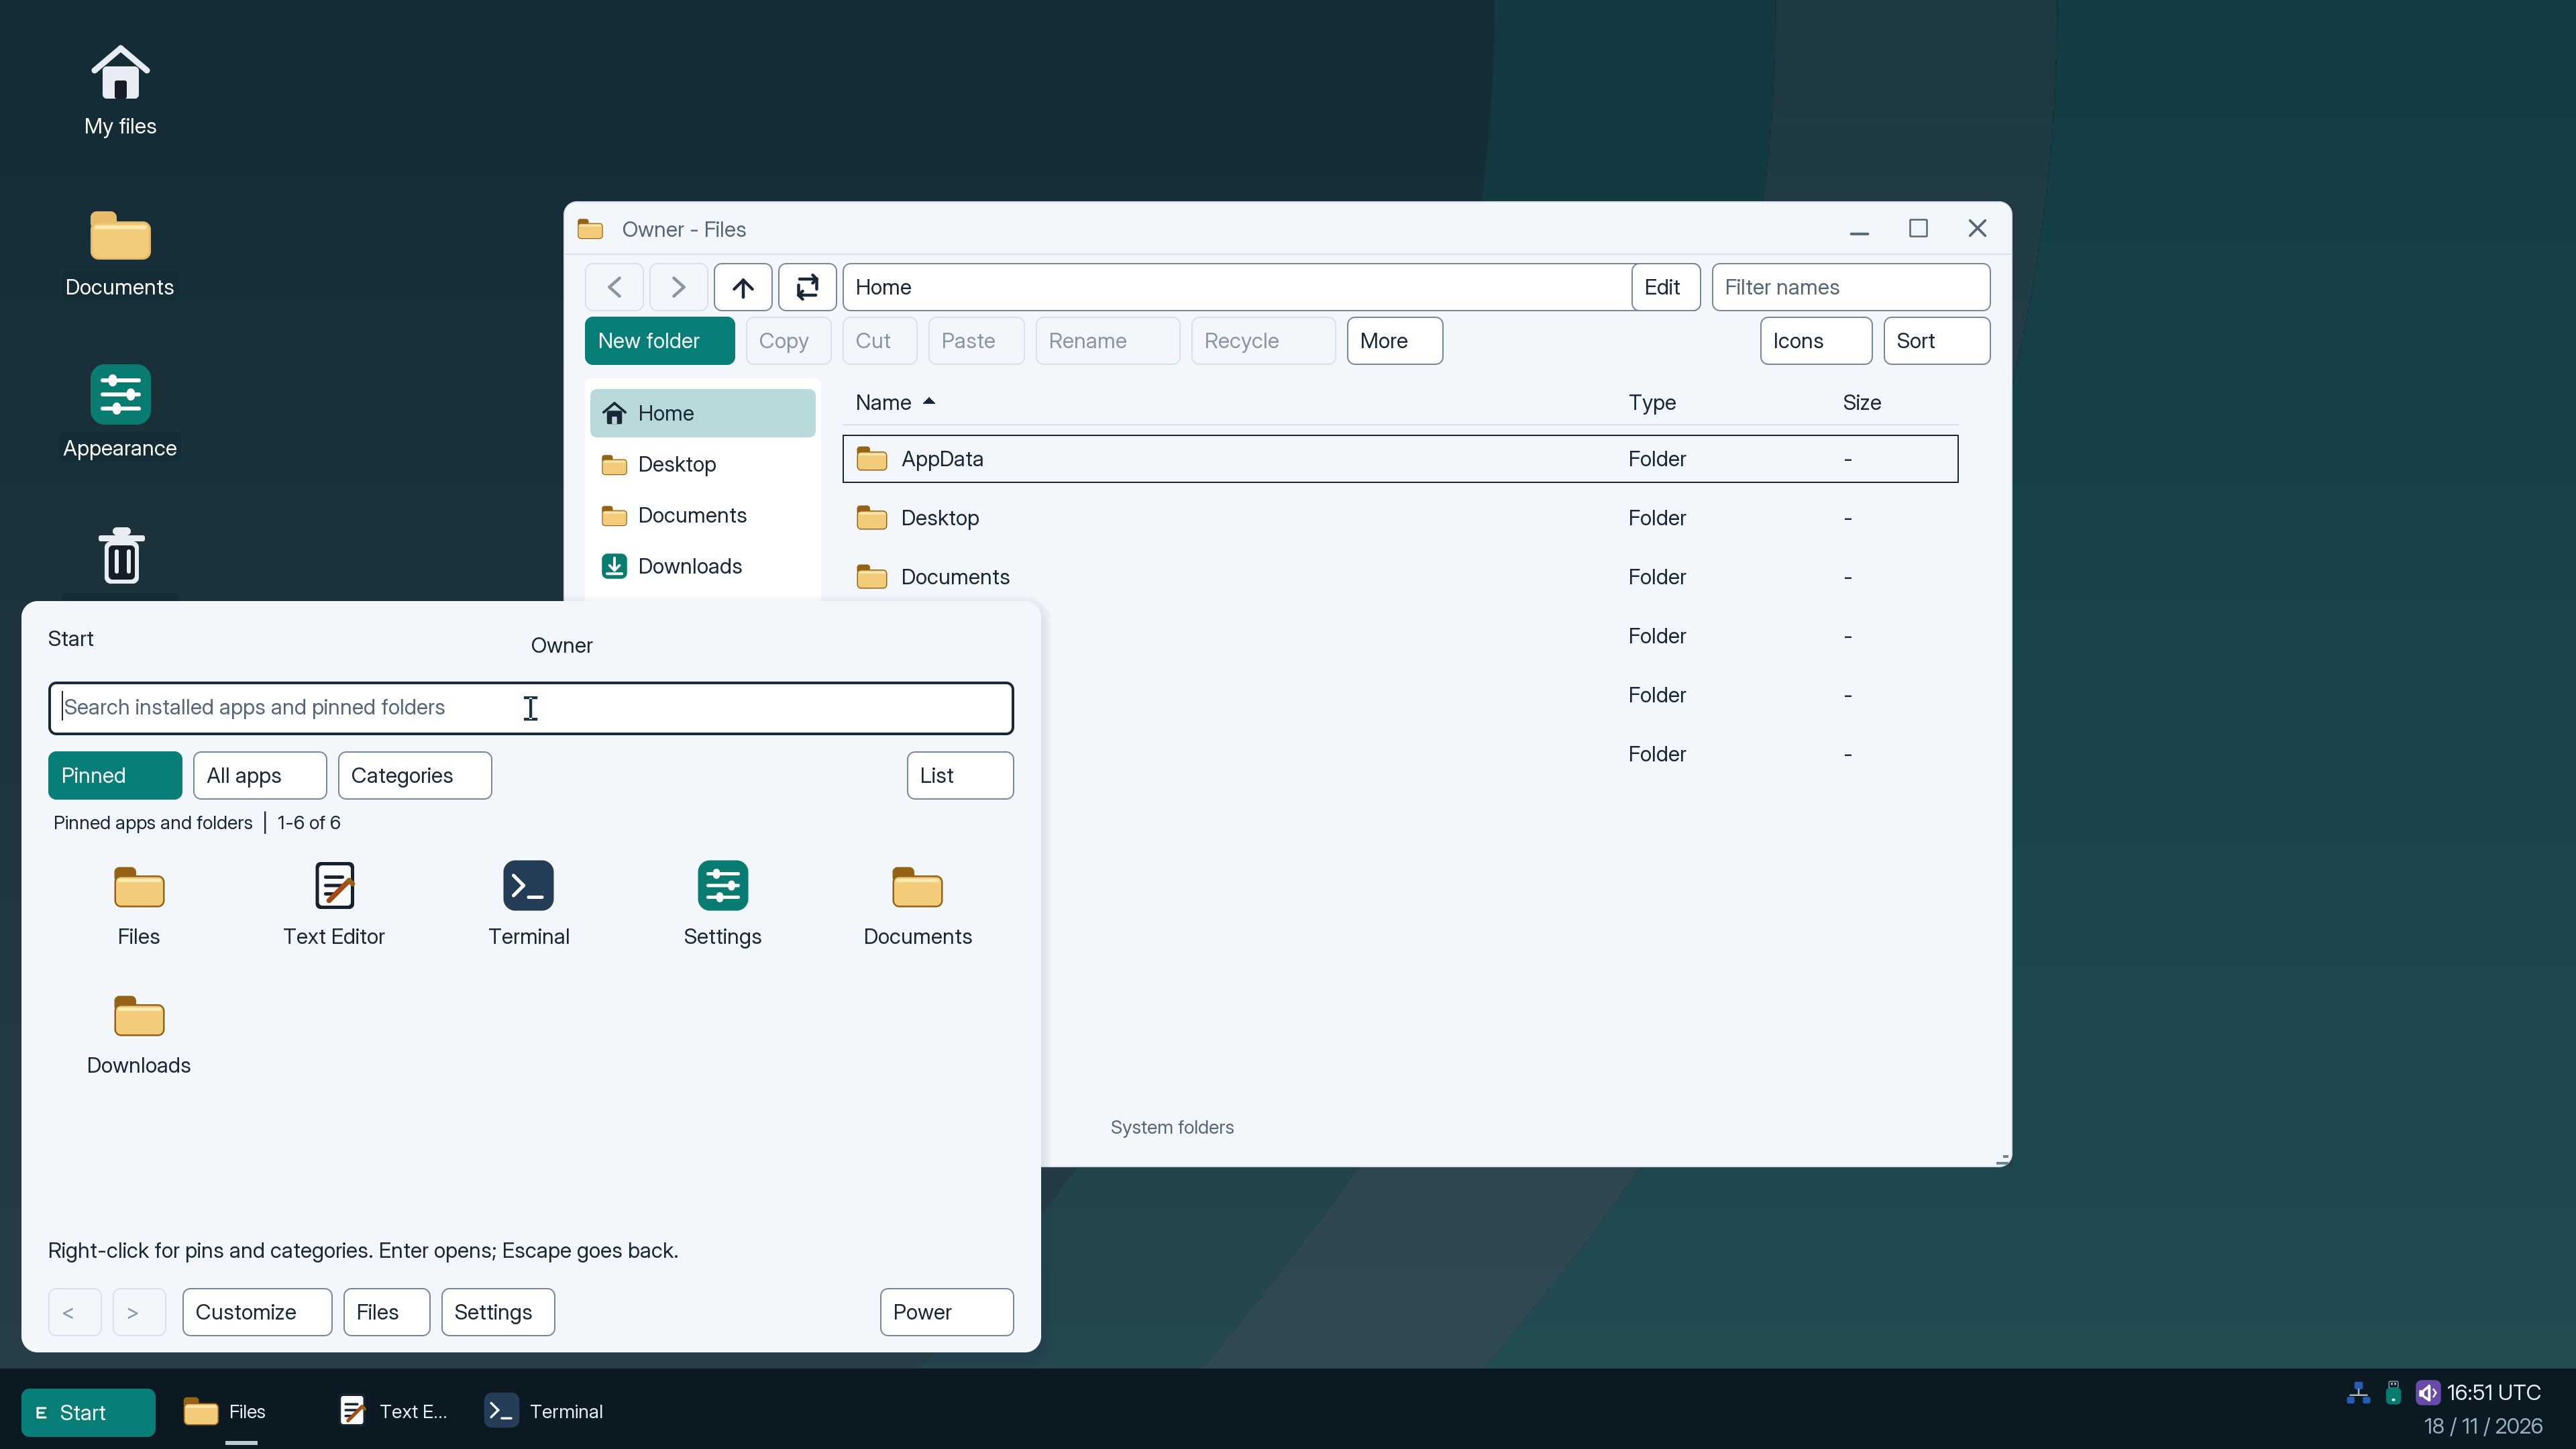 My files
Documents
Appearance
Owner - Files
Home
Edit
Filter names
New folder
Copy
Cut
Paste
Rename
Recycle
More
Icons
Sort
Home
Desktop
Documents
Downloads
Name
Type
Size
AppData
Folder
-
Desktop
Folder
-
Documents
Folder
-
Folder
-
Folder
-
Folder
-
System folders
Start
Owner
Search installed apps and pinned folders
Pinned
All apps
Categories
List
Pinned apps and folders | 1-6 of 6
Files
Text Editor
Terminal
Settings
Documents
Downloads
Right-click for pins and categories. Enter opens; Escape goes back.
<
>
Customize
Files
Settings
Power
E Start
Files
Text E...
Terminal
16:51 UTC
18 / 11 / 2026